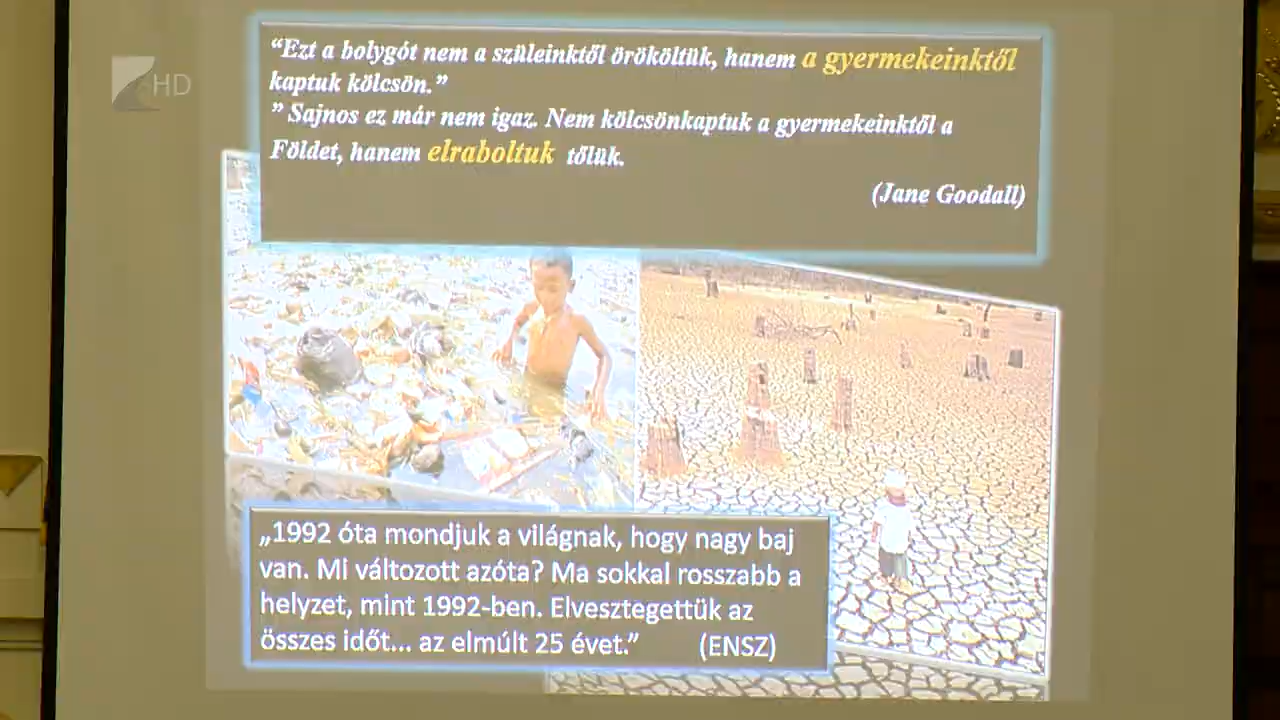 HD
"Ezt a bolygót nem a szüleinktől örököltük, hanem a gyermekeinktől
kaptuk kölcsön."
" Sajnos ez már nem igaz. Nem kölcsönkaptuk a gyermekeinktől a
Földet, hanem elraboltuk tőlük.
(Jane Goodall)
„1992 óta mondjuk a világnak, hogy nagy baj
van. Mi változott azóta? Ma sokkal rosszabb a
helyzet, mint 1992-ben. Elvesztegettük az
összes időt... az elmúlt 25 évet.” (ENSZ)